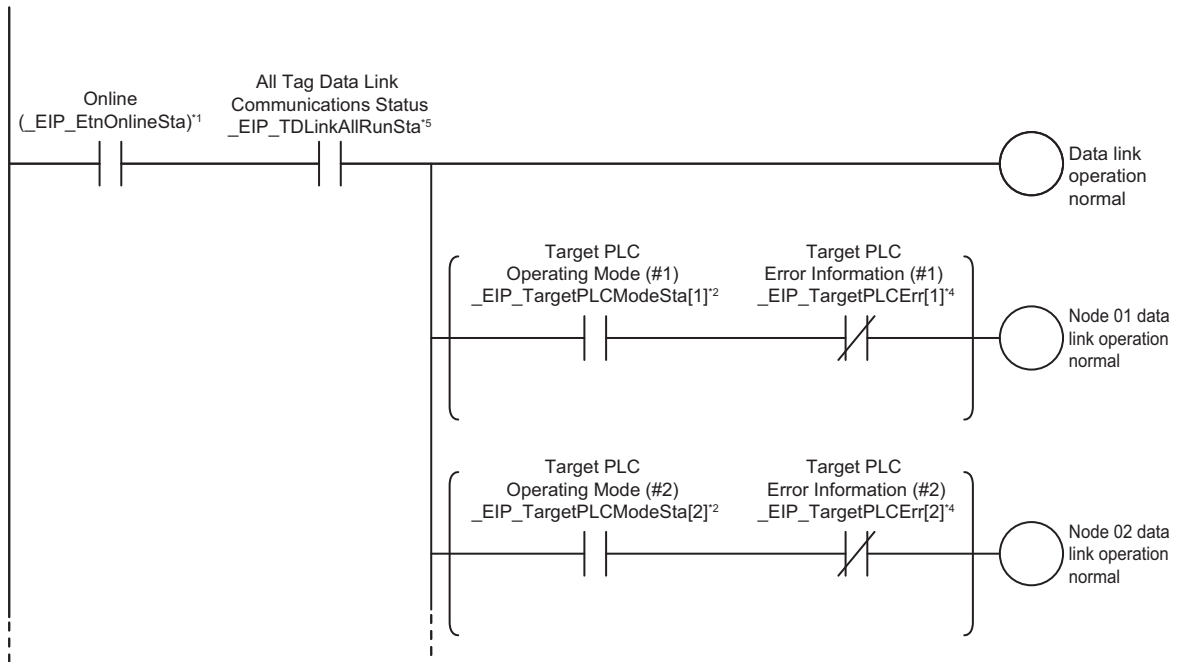 Online
(_EIP_EtnOnlineSta)*1
All Tag Data Link
Communications Status
_EIP_TDLinkAllRunSta*5
Data link
operation
normal
Target PLC
Operating Mode (#1)
_EIP_TargetPLCModeSta[1]*2
Target PLC
Error Information (#1)
_EIP_TargetPLCErr[1]*4
Node 01 data
link operation
normal
Target PLC
Operating Mode (#2)
_EIP_TargetPLCModeSta[2]*2
Target PLC
Error Information (#2)
_EIP_TargetPLCErr[2]*4
Node 02 data
link operation
normal